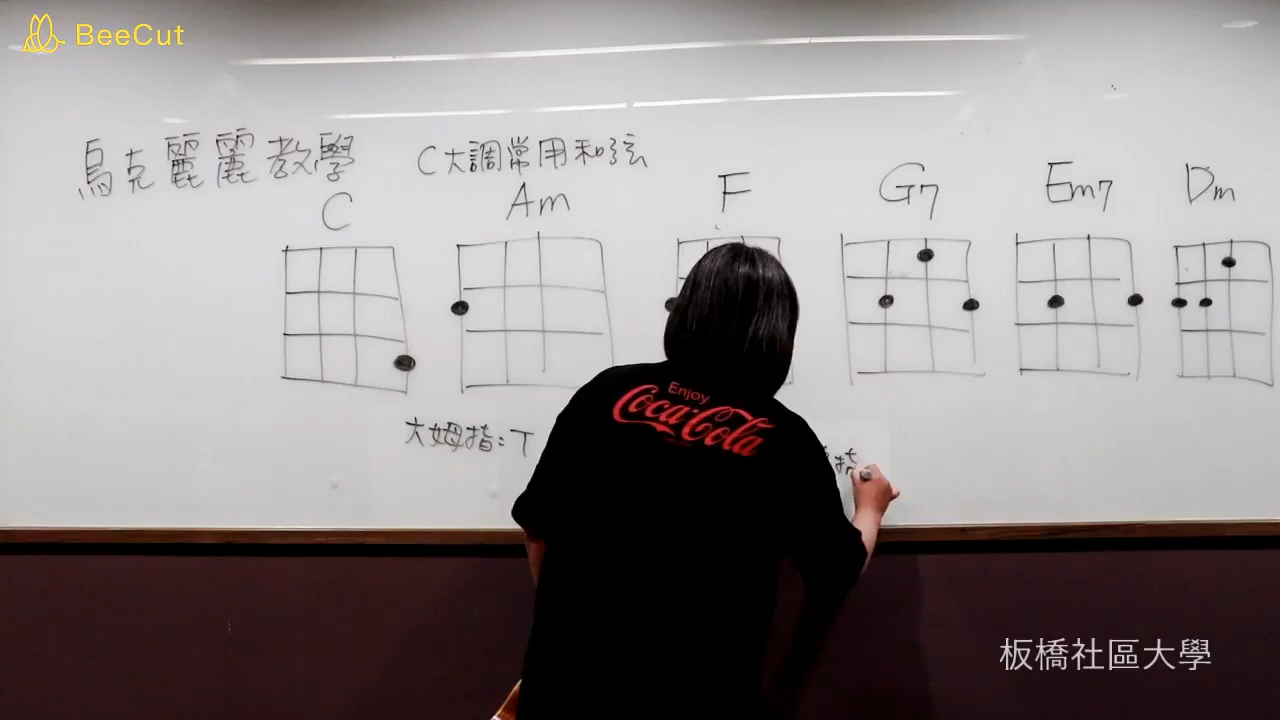 BeeCut
烏克麗麗教學 C大調常用和弦
C Am F G7 Em7 Dm
大姆指:T
指
Enjoy
Coca-Cola
板橋社區大學